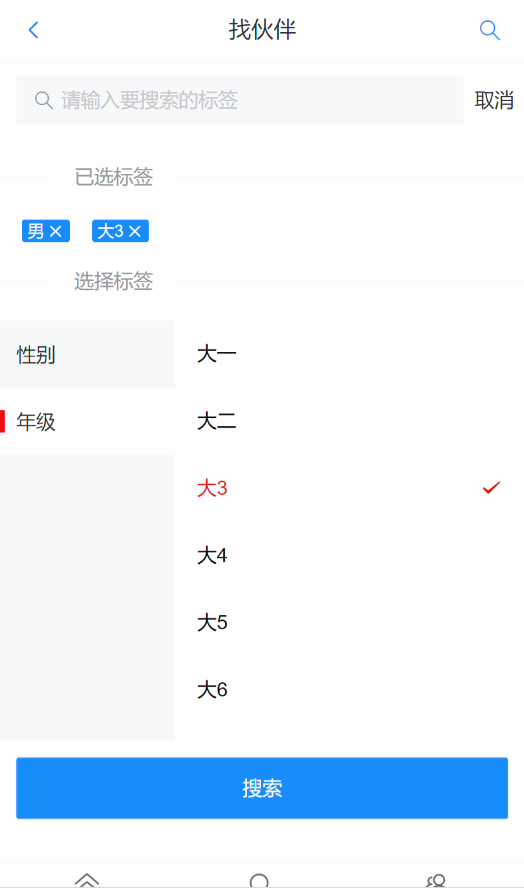 找伙伴
请输入要搜索的标签 取消
已选标签
男 大3
选择标签
性别 大一
年级 大二
大3
大4
大5
大6
搜索